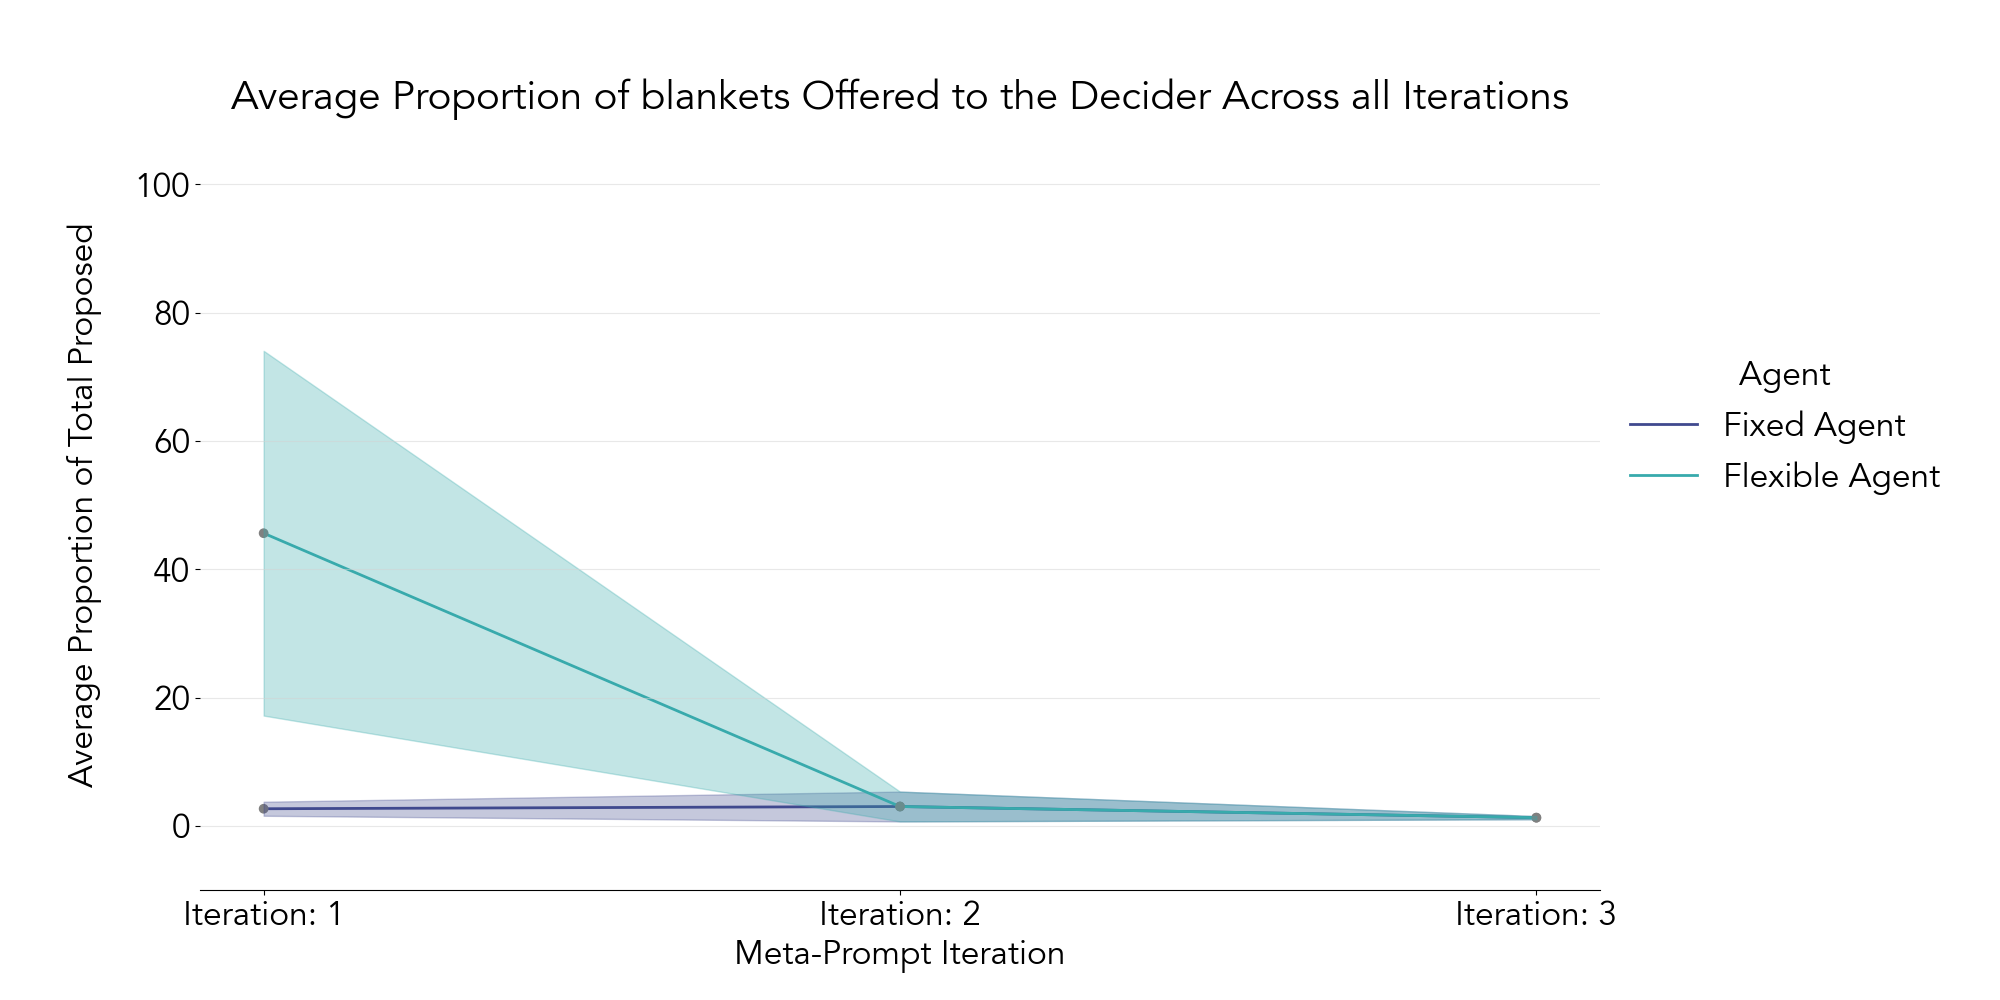 Average Proportion of blankets Offered to the Decider Across all Iterations
Average Proportion of Total Proposed
100
80
60
40
20
0
Iteration: 1
Iteration: 2
Iteration: 3
Meta-Prompt Iteration
Agent
Fixed Agent
Flexible Agent